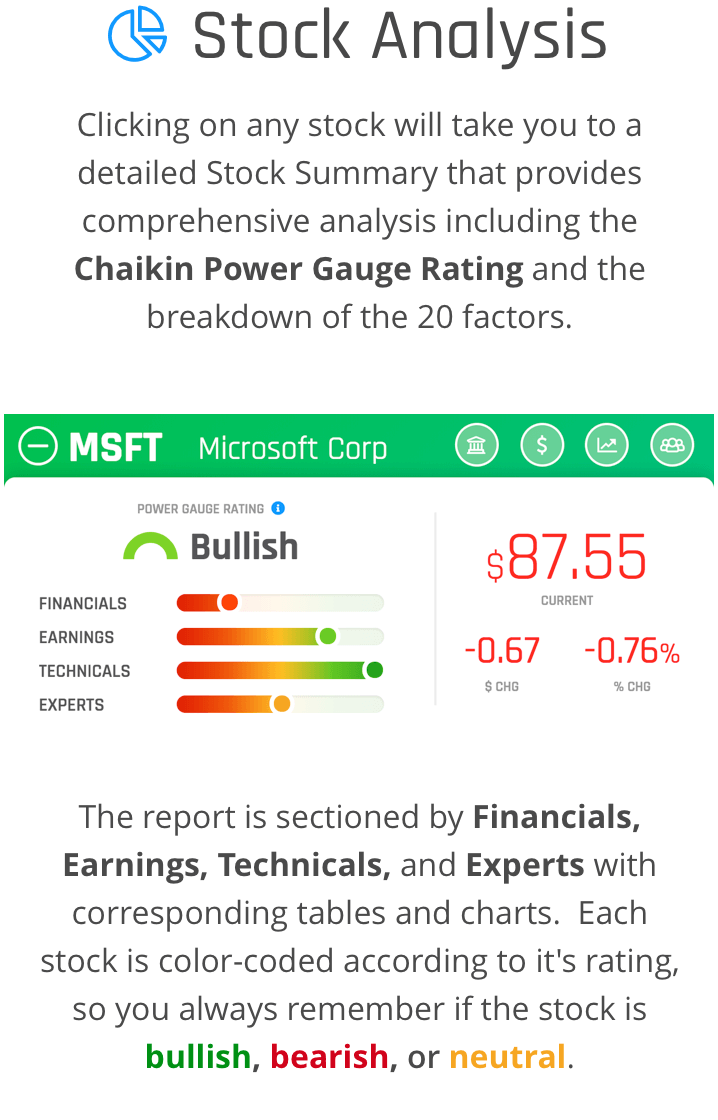 Stock Analysis
Clicking on any stock will take you to a
detailed Stock Summary that provides
comprehensive analysis including the
Chaikin Power Gauge Rating and the
breakdown of the 20 factors.
MSFT Microsoft Corp $
POWER GAUGE RATING i
Bullish
FINANCIALS
EARNINGS
TECHNICALS
EXPERTS
$87.55
CURRENT
-0.67 -0.76%
$ CHG % CHG
The report is sectioned by Financials,
Earnings, Technicals, and Experts with
corresponding tables and charts. Each
stock is color-coded according to it's rating,
so you always remember if the stock is
bullish, bearish, or neutral.